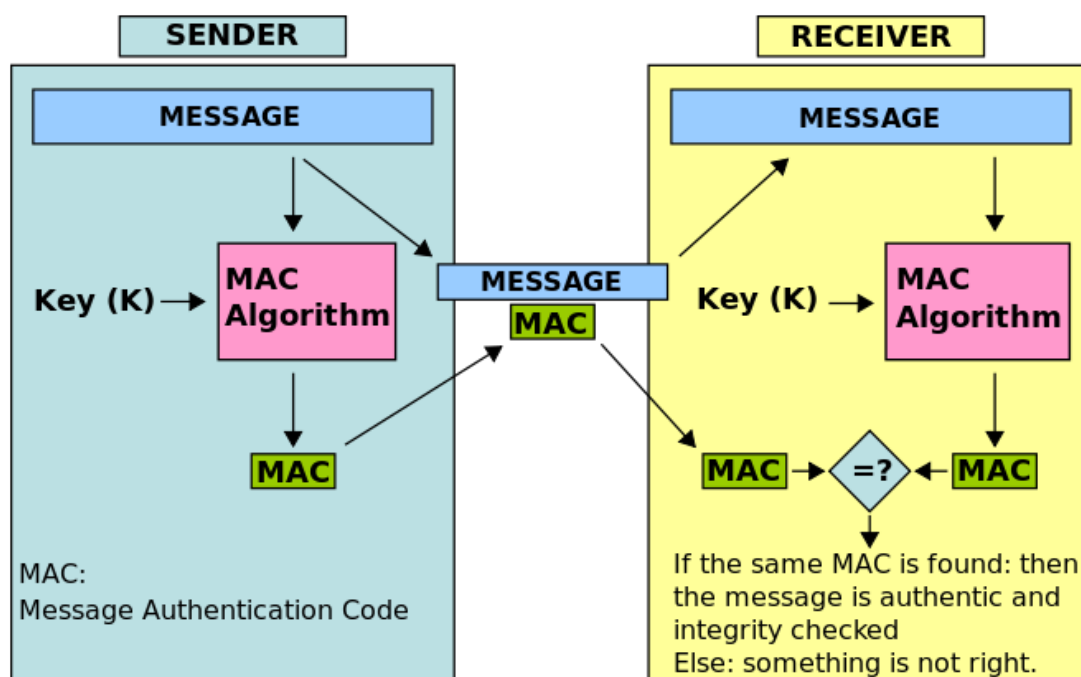 SENDER
RECEIVER
MESSAGE
MESSAGE
MESSAGE
MAC
Key (K)
MAC
Algorithm
Key (K)
MAC
Algorithm
MAC
MAC
=?
MAC
MAC:
Message Authentication Code
If the same MAC is found: then
the message is authentic and
integrity checked
Else: something is not right.